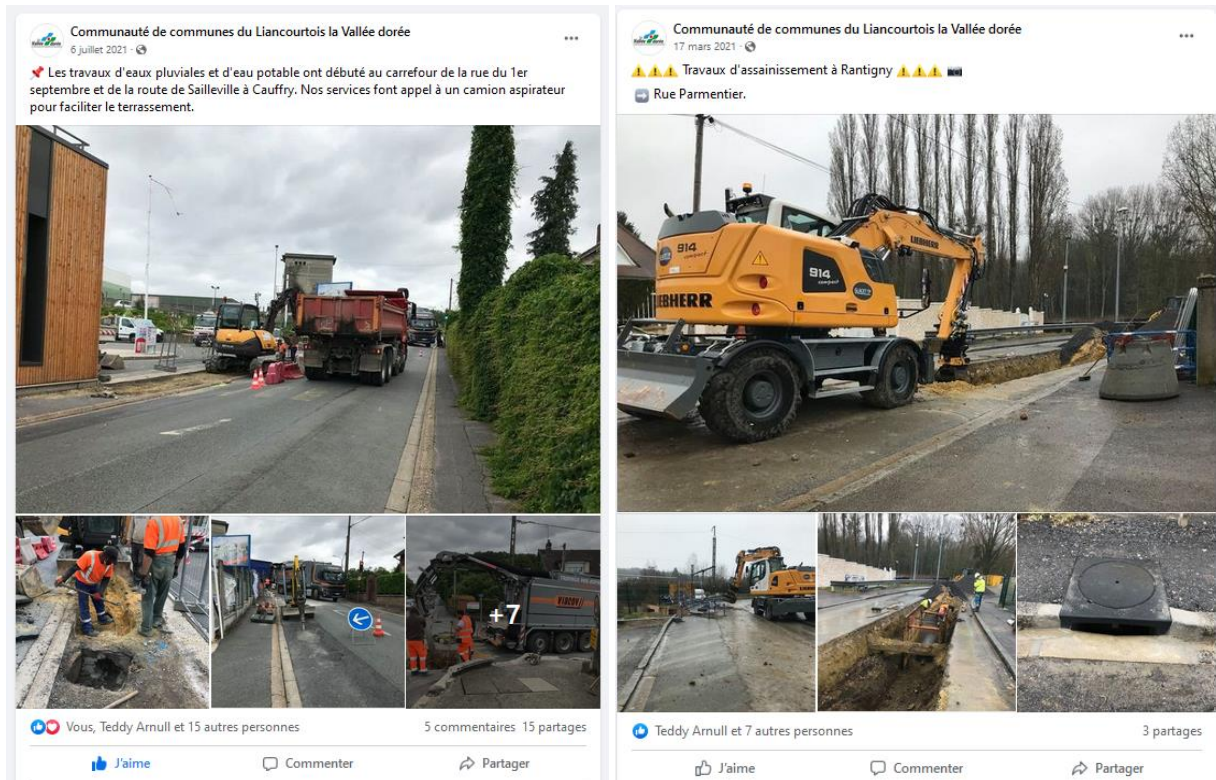 Communauté de communes du Liancourtois la Vallée dorée
6 juillet 2021
📌 Les travaux d'eaux pluviales et d'eau potable ont débuté au carrefour de la rue du 1er
septembre et de la route de Sailleville à Cauffry. Nos services font appel à un camion aspirateur
pour faciliter le terrassement.
+7
Vous, Teddy Arnull et 15 autres personnes
5 commentaires 15 partages
J'aime
Commenter
Partager
Communauté de communes du Liancourtois la Vallée dorée
17 mars 2021
⚠️⚠️⚠️ Travaux d'assainissement à Rantigny ⚠️⚠️⚠️ 📷
➡️ Rue Parmentier.
914
compact
LIEBHERR
914
compact
LIEBHERR
Teddy Arnull et 7 autres personnes
3 partages
J'aime
Commenter
Partager